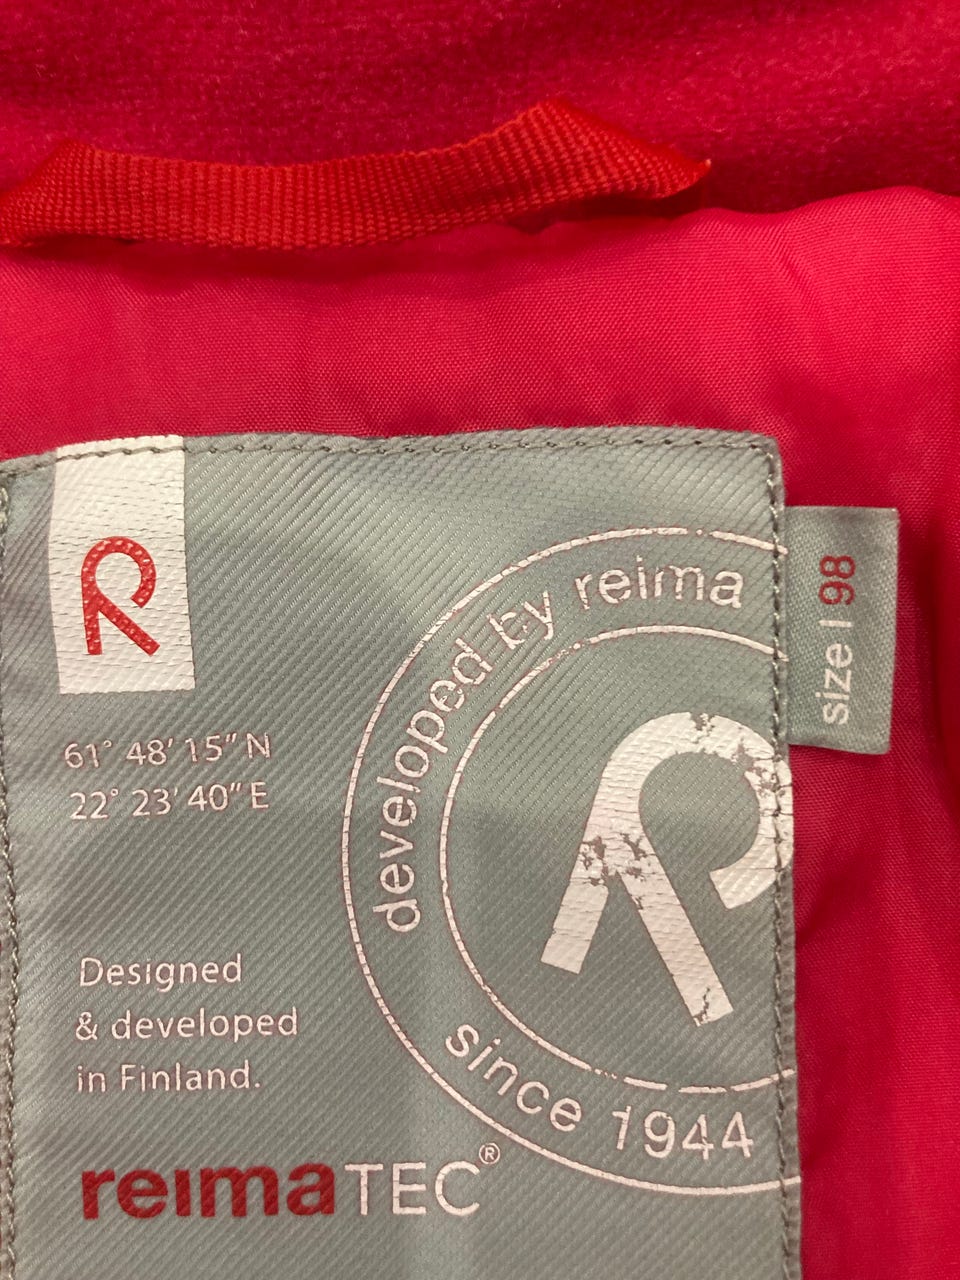 developed by reima
size | 98
61° 48′ 15″ N
22° 23′ 40″ E
Designed
& developed
in Finland.
since 1944
reimaTEC®